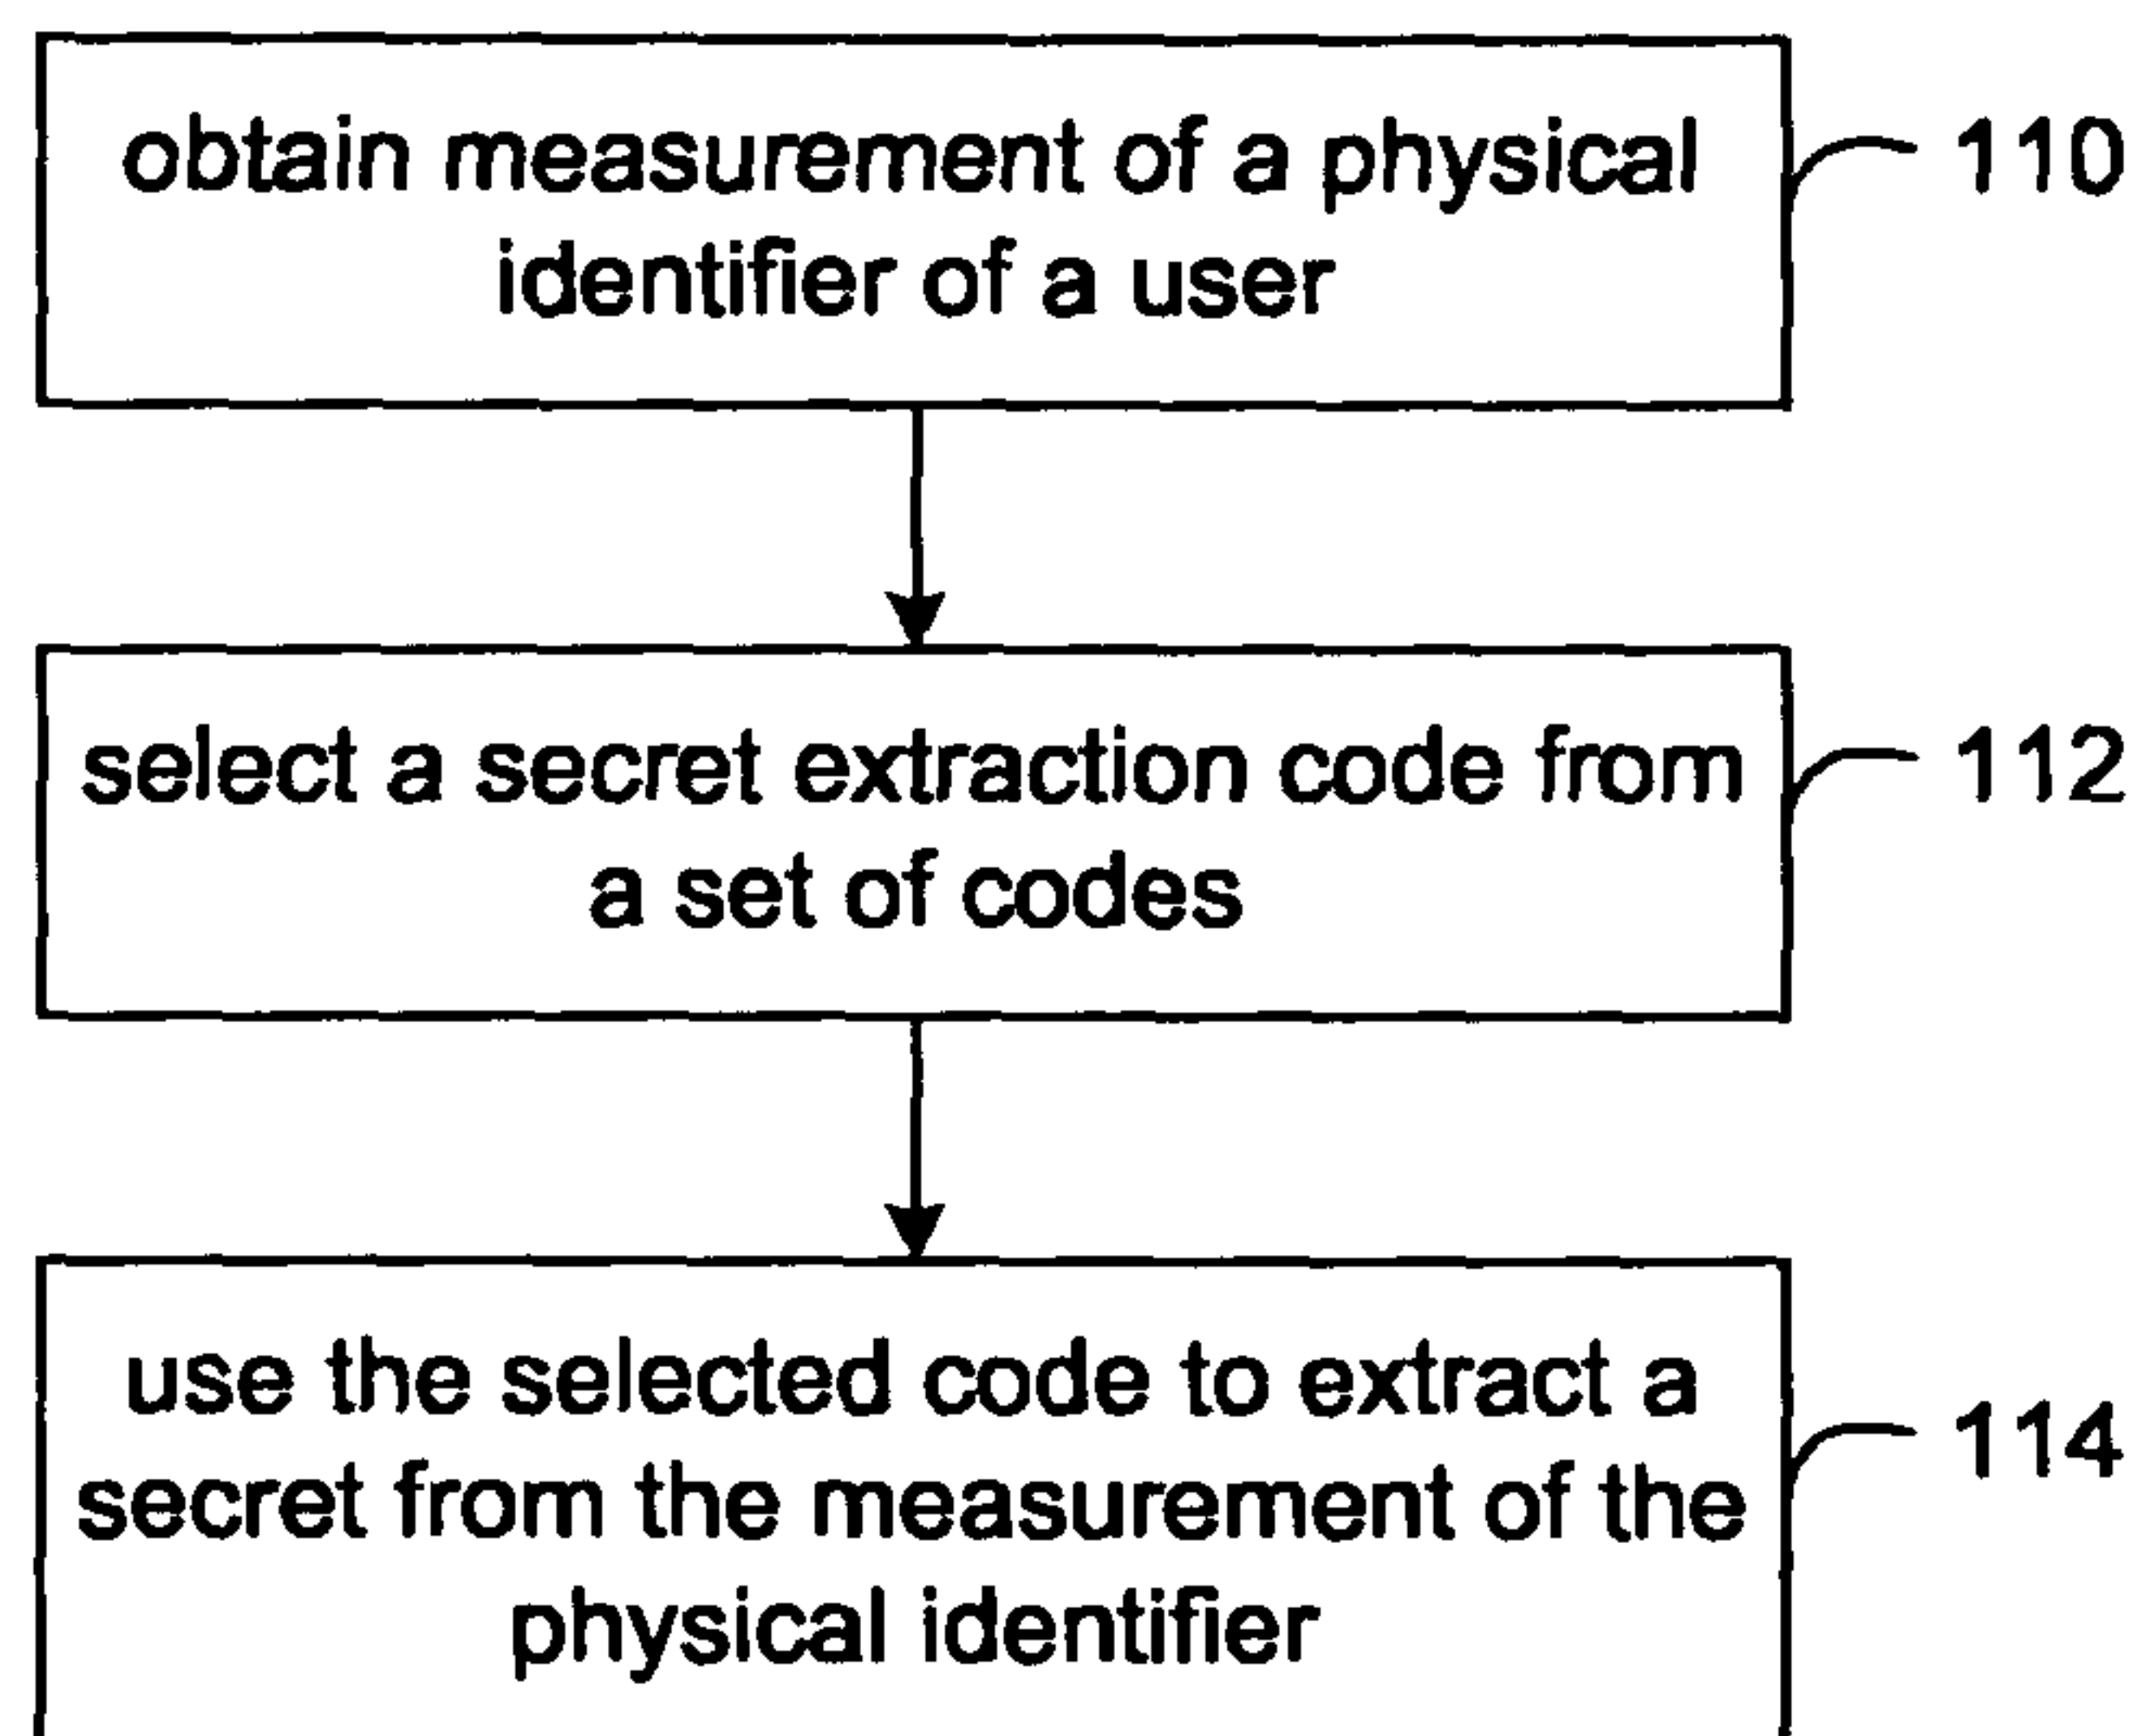 obtain measurement of a physical
identifier of a user
110
select a secret extraction code from
a set of codes
112
use the selected code to extract a
secret from the measurement of the
physical identifier
114